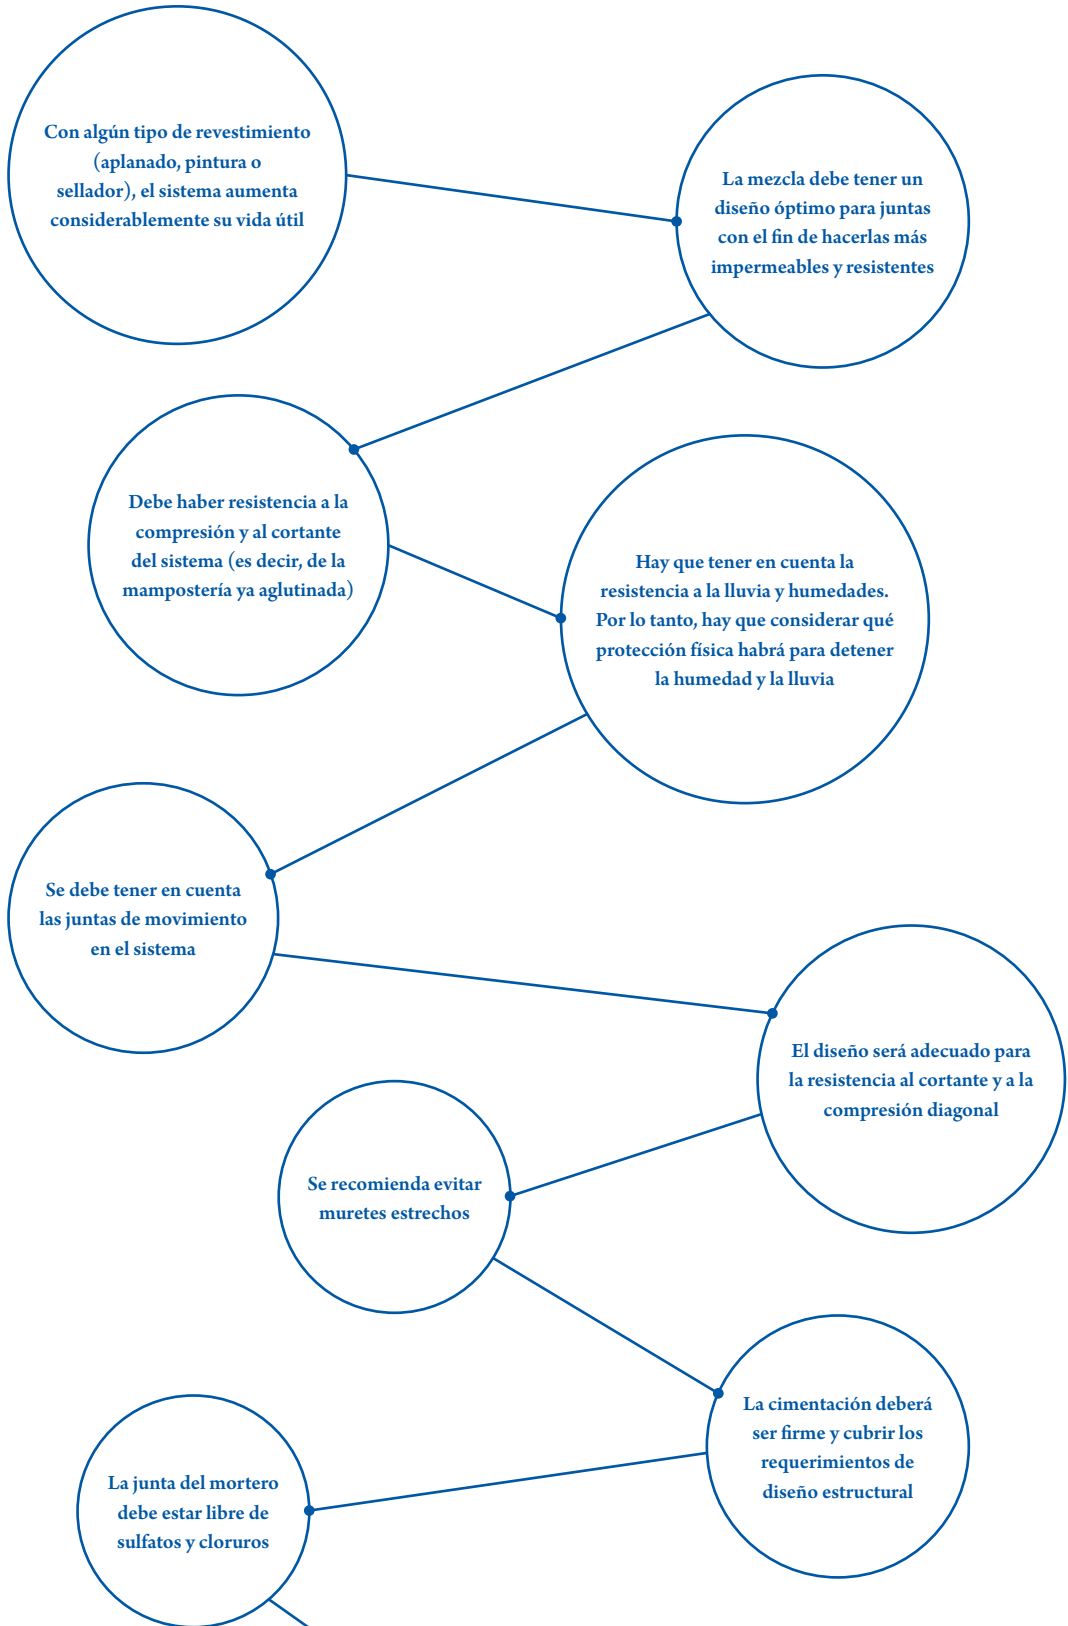 Con algún tipo de revestimiento
(aplanado, pintura o
sellador), el sistema aumenta
considerablemente su vida útil
La mezcla debe tener un
diseño óptimo para juntas
con el fin de hacerlas más
impermeables y resistentes
Debe haber resistencia a la
compresión y al cortante
del sistema (es decir, de la
mampostería ya aglutinada)
Hay que tener en cuenta la
resistencia a la lluvia y humedades.
Por lo tanto, hay que considerar qué
protección física habrá para detener
la humedad y la lluvia
Se debe tener en cuenta
las juntas de movimiento
en el sistema
El diseño será adecuado para
la resistencia al cortante y a la
compresión diagonal
Se recomienda evitar
muretes estrechos
La cimentación deberá
ser firme y cubrir los
requerimientos de
diseño estructural
La junta del mortero
debe estar libre de
sulfatos y cloruros